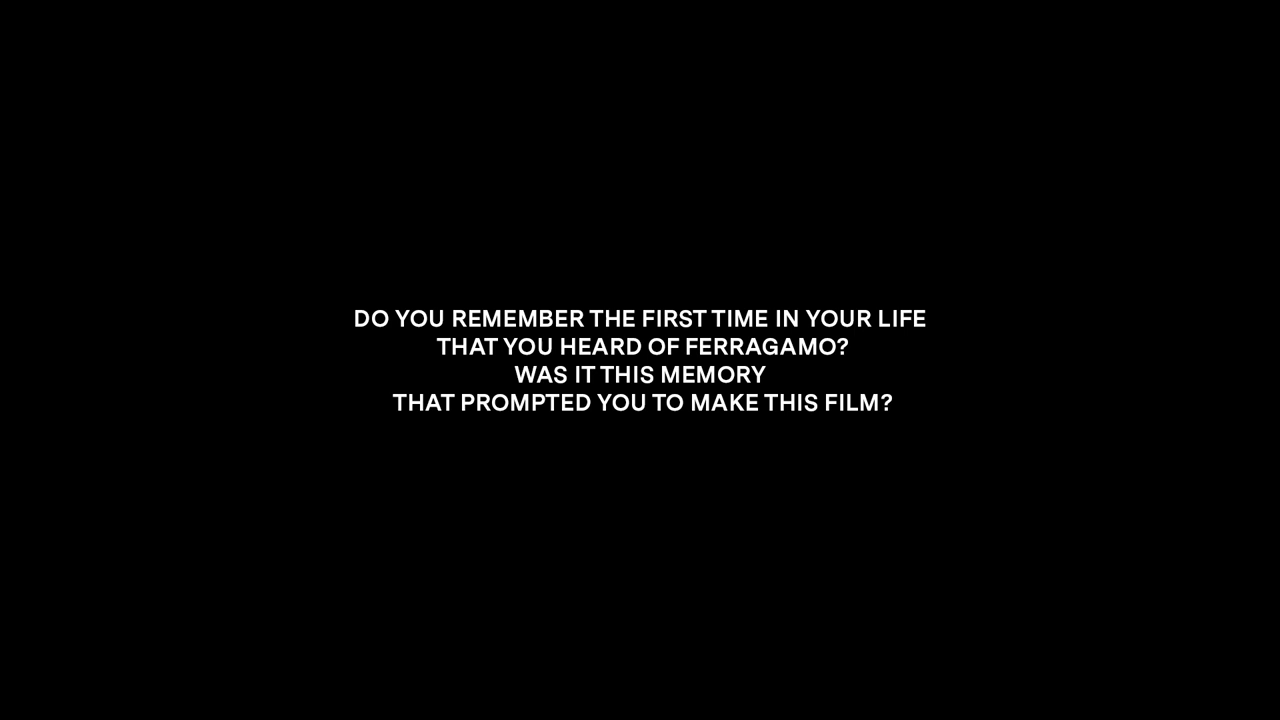 DO YOU REMEMBER THE FIRST TIME IN YOUR LIFE
THAT YOU HEARD OF FERRAGAMO?
WAS IT THIS MEMORY
THAT PROMPTED YOU TO MAKE THIS FILM?